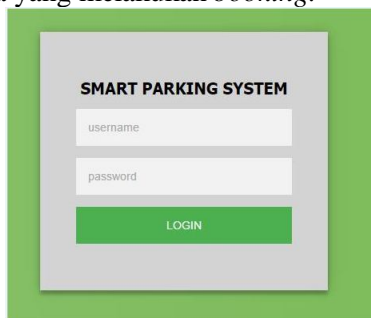 yang melakukan booking.
SMART PARKING SYSTEM
username
password
LOGIN